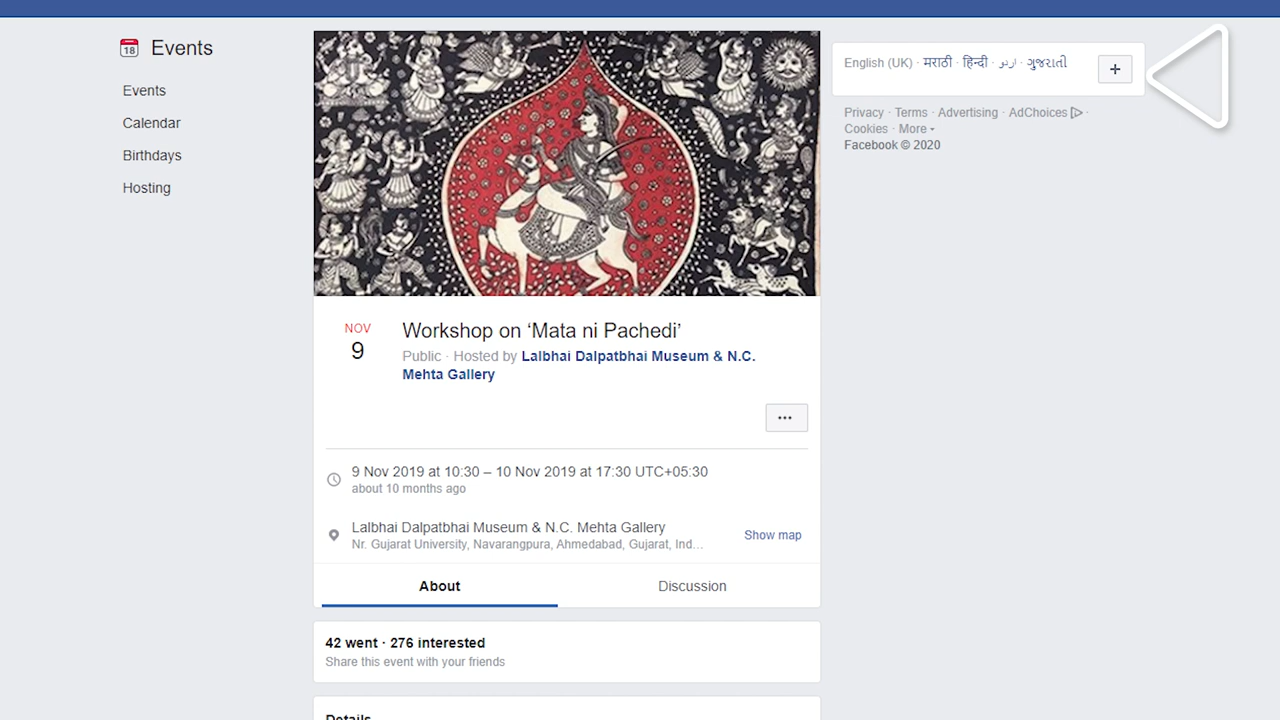 18 Events
Events
Calendar
Birthdays
Hosting
NOV
9
Workshop on ‘Mata ni Pachedi’
Public · Hosted by Lalbhai Dalpatbhai Museum & N.C.
Mehta Gallery
9 Nov 2019 at 10:30 – 10 Nov 2019 at 17:30 UTC+05:30
about 10 months ago
Lalbhai Dalpatbhai Museum & N.C. Mehta Gallery
Nr. Gujarat University, Navarangpura, Ahmedabad, Gujarat, Ind...
Show map
About
Discussion
42 went · 276 interested
Share this event with your friends
Details
English (UK) · मराठी · हिन्दी · اردو · ગુજરાતી
Privacy · Terms · Advertising · AdChoices ·
Cookies · More
Facebook © 2020